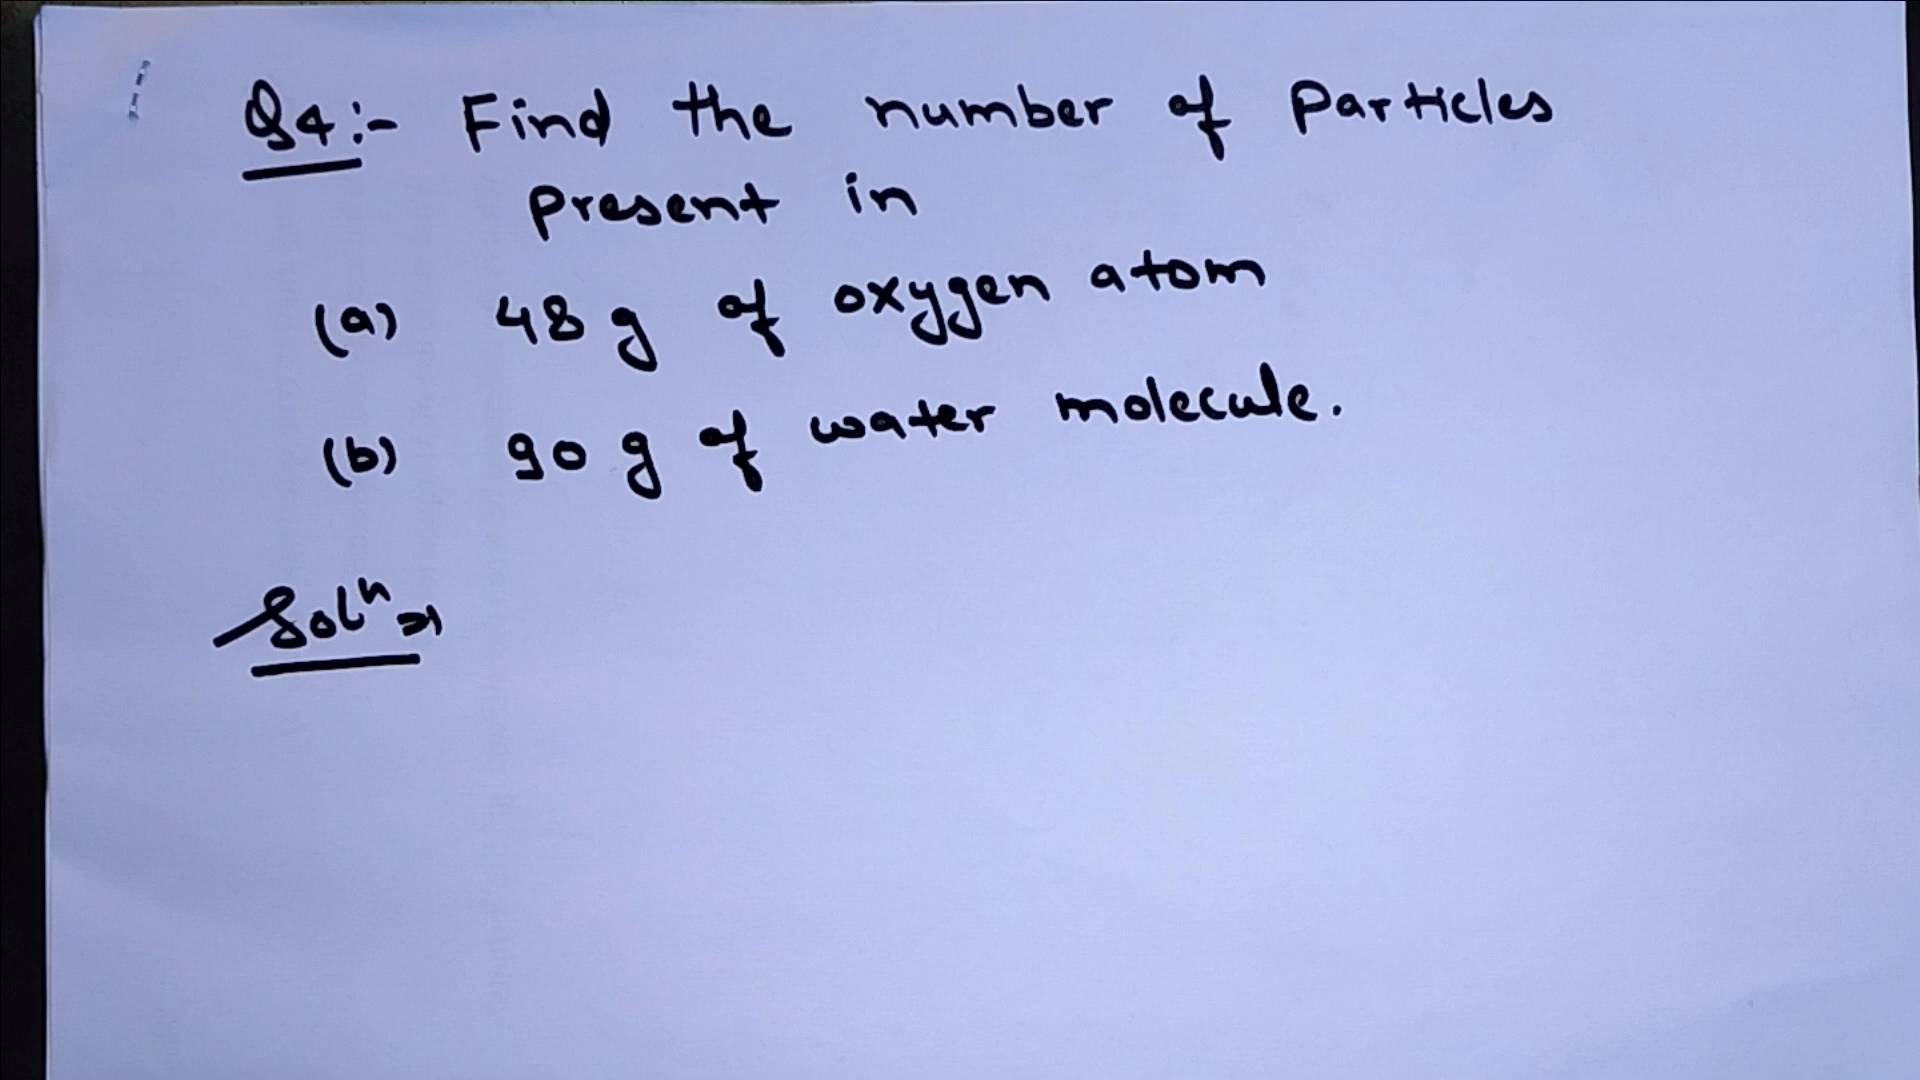 Q4:- Find the number of Particles
Present in
(a) 48 g of oxygen atom
(b) 90 g of water molecule.
Solⁿ ⇒